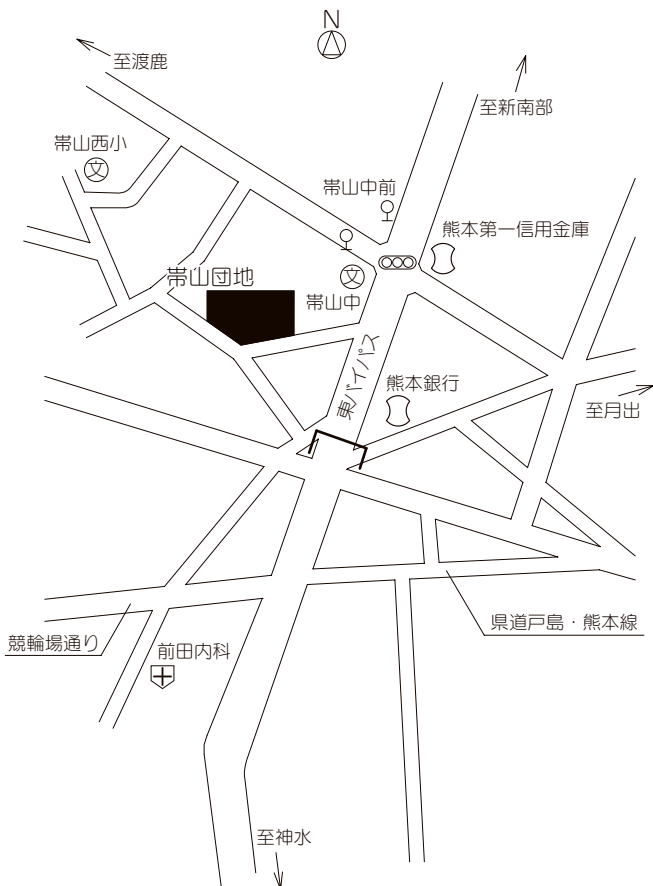 N
至渡鹿
至新南部
帯山西小
文
帯山中前
熊本第一信用金庫
帯山団地
文
帯山中
東バイパス
熊本銀行
至月出
競輪場通り
前田内科
県道戸島・熊本線
至神水